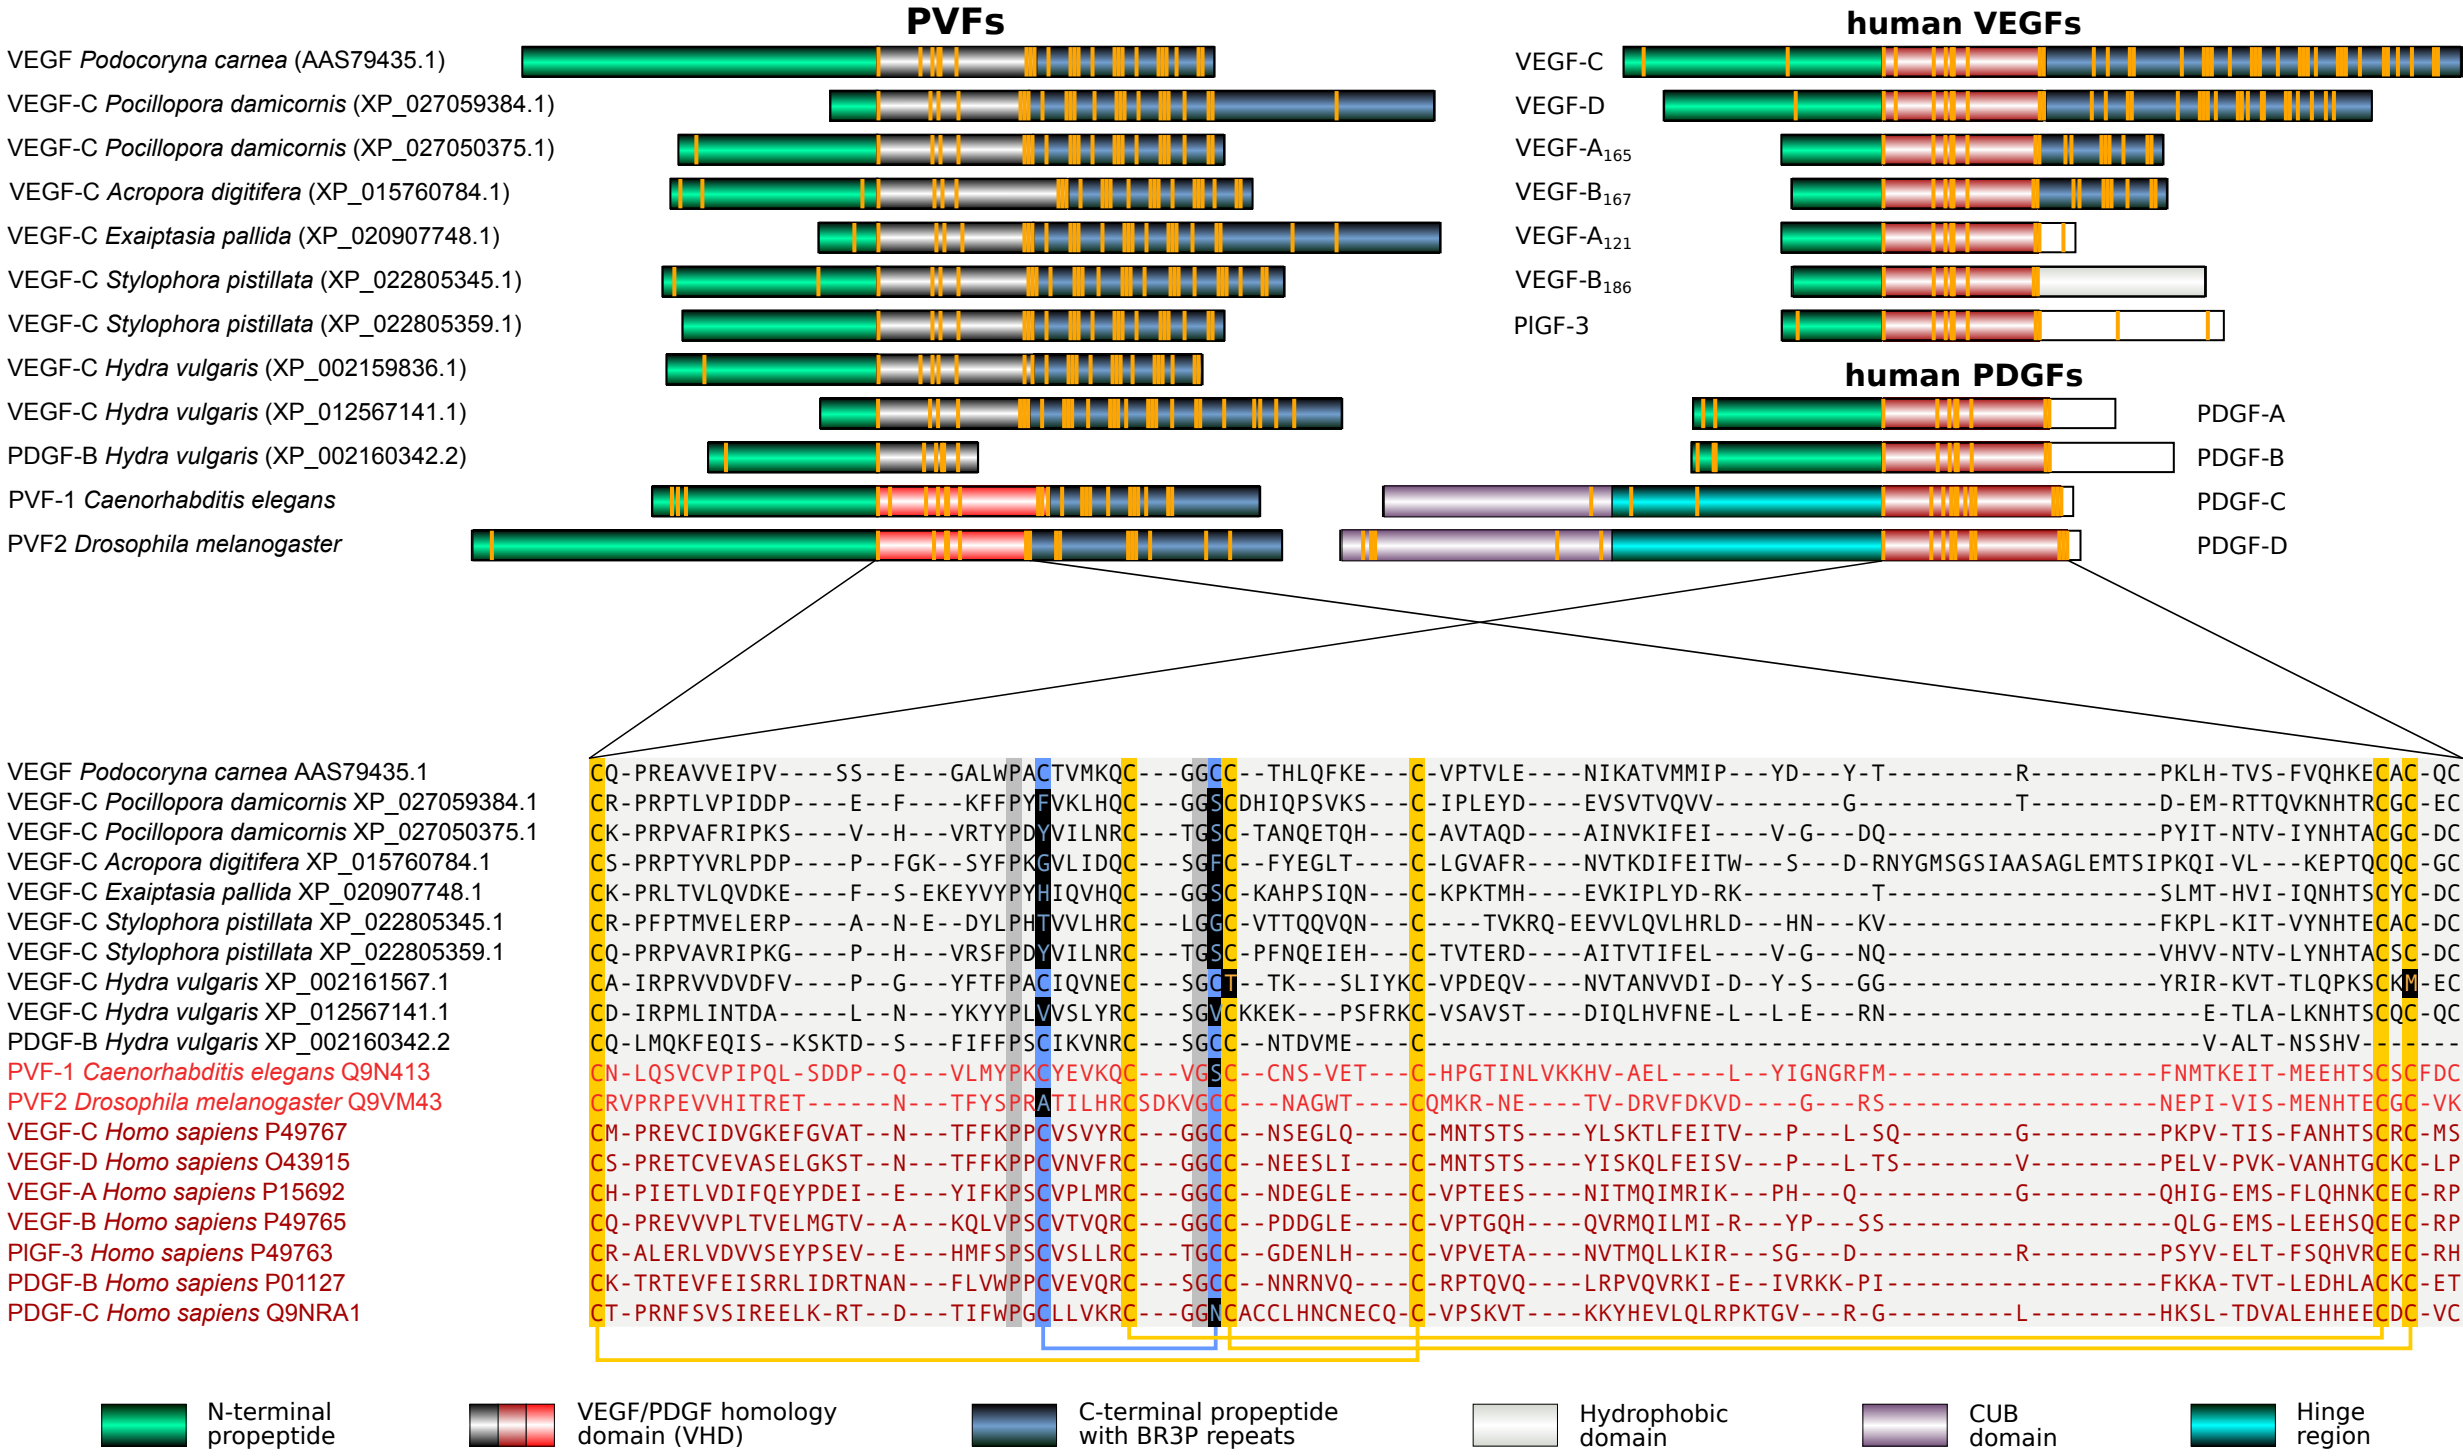 PVFs
VEGF Podocoryna carnea (AAS79435.1)
VEGF-C Pocillopora damicornis (XP_027059384.1)
VEGF-C Pocillopora damicornis (XP_027050375.1)
VEGF-C Acropora digitifera (XP_015760784.1)
VEGF-C Exaiptasia pallida (XP_020907748.1)
VEGF-C Stylophora pistillata (XP_022805345.1)
VEGF-C Stylophora pistillata (XP_022805359.1)
VEGF-C Hydra vulgaris (XP_002159836.1)
VEGF-C Hydra vulgaris (XP_012567141.1)
PDGF-B Hydra vulgaris (XP_002160342.2)
PVF-1 Caenorhabditis elegans
PVF2 Drosophila melanogaster
human VEGFs
VEGF-C
VEGF-D
VEGF-A165
VEGF-B167
VEGF-A121
VEGF-B186
PlGF-3
human PDGFs
PDGF-A
PDGF-B
PDGF-C
PDGF-D
VEGF Podocoryna carnea AAS79435.1 CQ-PREAVVEIPV----SS--E---GALWPACTVMKQC---GGCC--THLQFKE---C-VPTVLE----NIKATVMMIP---YD---Y-T---------R---------PKLH-TVS-FVQHKECAC-QC
VEGF-C Pocillopora damicornis XP_027059384.1 CR-PRPTLVPIDDP----E--F----KFFPYFVKLHQC---GGSCDHIQPSVKS---C-IPLEYD----EVSVTVQVV---------G-----------T---------D-EM-RTTQVKNHTRCGC-EC
VEGF-C Pocillopora damicornis XP_027050375.1 CK-PRPVAFRIPKS----V--H---VRTYPDYVILNRC---TGSC-TANQETQH---C-AVTAQD----AINVKIFEI----V-G---DQ-------------------PYIT-NTV-IYNHTACGC-DC
VEGF-C Acropora digitifera XP_015760784.1 CS-PRPTYVRLPDP----P--FGK--SYFPKGVLIDQC---SGFC--FYEGLT----C-LGVAFR----NVTKDIFEITW---S---D-RNYGMSGSIAASAGLEMTSIPKQI-VL---KEPTQCQC-GC
VEGF-C Exaiptasia pallida XP_020907748.1 CK-PRLTVLQVDKE----F--S-EKEYVYPYHIQVHQC---GGSC-KAHPSIQN---C-KPKTMH----EVKIPLYD-RK---------T-------------------SLMT-HVI-IQNHTSCYC-DC
VEGF-C Stylophora pistillata XP_022805345.1 CR-PFPTMVELERP----A--N-E--DYLPHTVVLHRC---LGGC-VTTQQVQN---C----TVKRQ-EEVVLQVLHRLD---HN---KV-------------------FKPL-KIT-VYNHTECAC-DC
VEGF-C Stylophora pistillata XP_022805359.1 CQ-PRPVAVRIPKG----P--H---VRSFPDYVILNRC---TGSC-PFNQEIEH---C-TVTERD----AITVTIFEL----V-G---NQ-------------------VHVV-NTV-LYNHTACSC-DC
VEGF-C Hydra vulgaris XP_002161567.1 CA-IRPRVVDVDFV----P--G---YFTFPACIQVNEC---SGCT--TK---SLIYKC-VPDEQV----NVTANVVDI-D--Y-S---GG-------------------YRIR-KVT-TLQPKSCKM-EC
VEGF-C Hydra vulgaris XP_012567141.1 CD-IRPMLINTDA-----L--N---YKYYPLVVSLYRC---SGVCKKEK---PSFRKC-VSAVST----DIQLHVFNE-L--L-E---RN----------------------E-TLA-LKNHTSCQC-QC
PDGF-B Hydra vulgaris XP_002160342.2 CQ-LMQKFEQIS--KSKTD--S---FIFFPSCIKVNRC---SGCC--NTDVME----C------------------------------------------------------V-ALT-NSSHV-------
PVF-1 Caenorhabditis elegans Q9N413 CN-LQSVCVPIPQL-SDDP--Q---VLMYPKCYEVKQC---VGSC--CNS-VET---C-HPGTINLVKKHV-AEL----L--YIGNGRFM-------------------FNMTKEIT-MEEHTSCSCFDC
PVF2 Drosophila melanogaster Q9VM43 CRVPRPEVVHITRET------N---TFYSPRATILHRCSDKVGCC---NAGWT----CQMKR-NE----TV-DRVFDKVD----G---RS-------------------NEPI-VIS-MENHTECGC-VK
VEGF-C Homo sapiens P49767 CM-PREVCIDVGKEFGVAT--N---TFFKPPCVSVYRC---GGCC--NSEGLQ----C-MNTSTS----YLSKTLFEITV---P---L-SQ--------G---------PKPV-TIS-FANHTSCRC-MS
VEGF-D Homo sapiens O43915 CS-PRETCVEVASELGKST--N---TFFKPPCVNVFRC---GGCC--NEESLI----C-MNTSTS----YISKQLFEISV---P---L-TS--------V---------PELV-PVK-VANHTGCKC-LP
VEGF-A Homo sapiens P15692 CH-PIETLVDIFQEYPDEI--E---YIFKPSCVPLMRC---GGCC--NDEGLE----C-VPTEES----NITMQIMRIK---PH---Q-----------G---------QHIG-EMS-FLQHNKCEC-RP
VEGF-B Homo sapiens P49765 CQ-PREVVVPLTVELMGTV--A---KQLVPSCVTVQRC---GGCC--PDDGLE----C-VPTGQH----QVRMQILMI-R---YP---SS--------------------QLG-EMS-LEEHSQCEC-RP
PlGF-3 Homo sapiens P49763 CR-ALERLVDVVSEYPSEV--E---HMFSPSCVSLLRC---TGCC--GDENLH----C-VPVETA----NVTMQLLKIR---SG---D-----------R---------PSYV-ELT-FSQHVRCEC-RH
PDGF-B Homo sapiens P01127 CK-TRTEVFEISRRLIDRTNAN---FLVWPPCVEVQRC---SGCC--NNRNVQ----C-RPTQVQ----LRPVQVRKI-E--IVRKK-PI-------------------FKKA-TVT-LEDHLACKC-ET
PDGF-C Homo sapiens Q9NRA1 CT-PRNFSVSIREELK-RT--D---TIFWPGCLLVKRC---GGNCACCLHNCNECQ-C-VPSKVT----KKYHEVLQLRPKTGV---R-G---------L---------HKSL-TDVALEHHEECDC-VC
N-terminal
propeptide
VEGF/PDGF homology
domain (VHD)
C-terminal propeptide
with BR3P repeats
Hydrophobic
domain
CUB
domain
Hinge
region